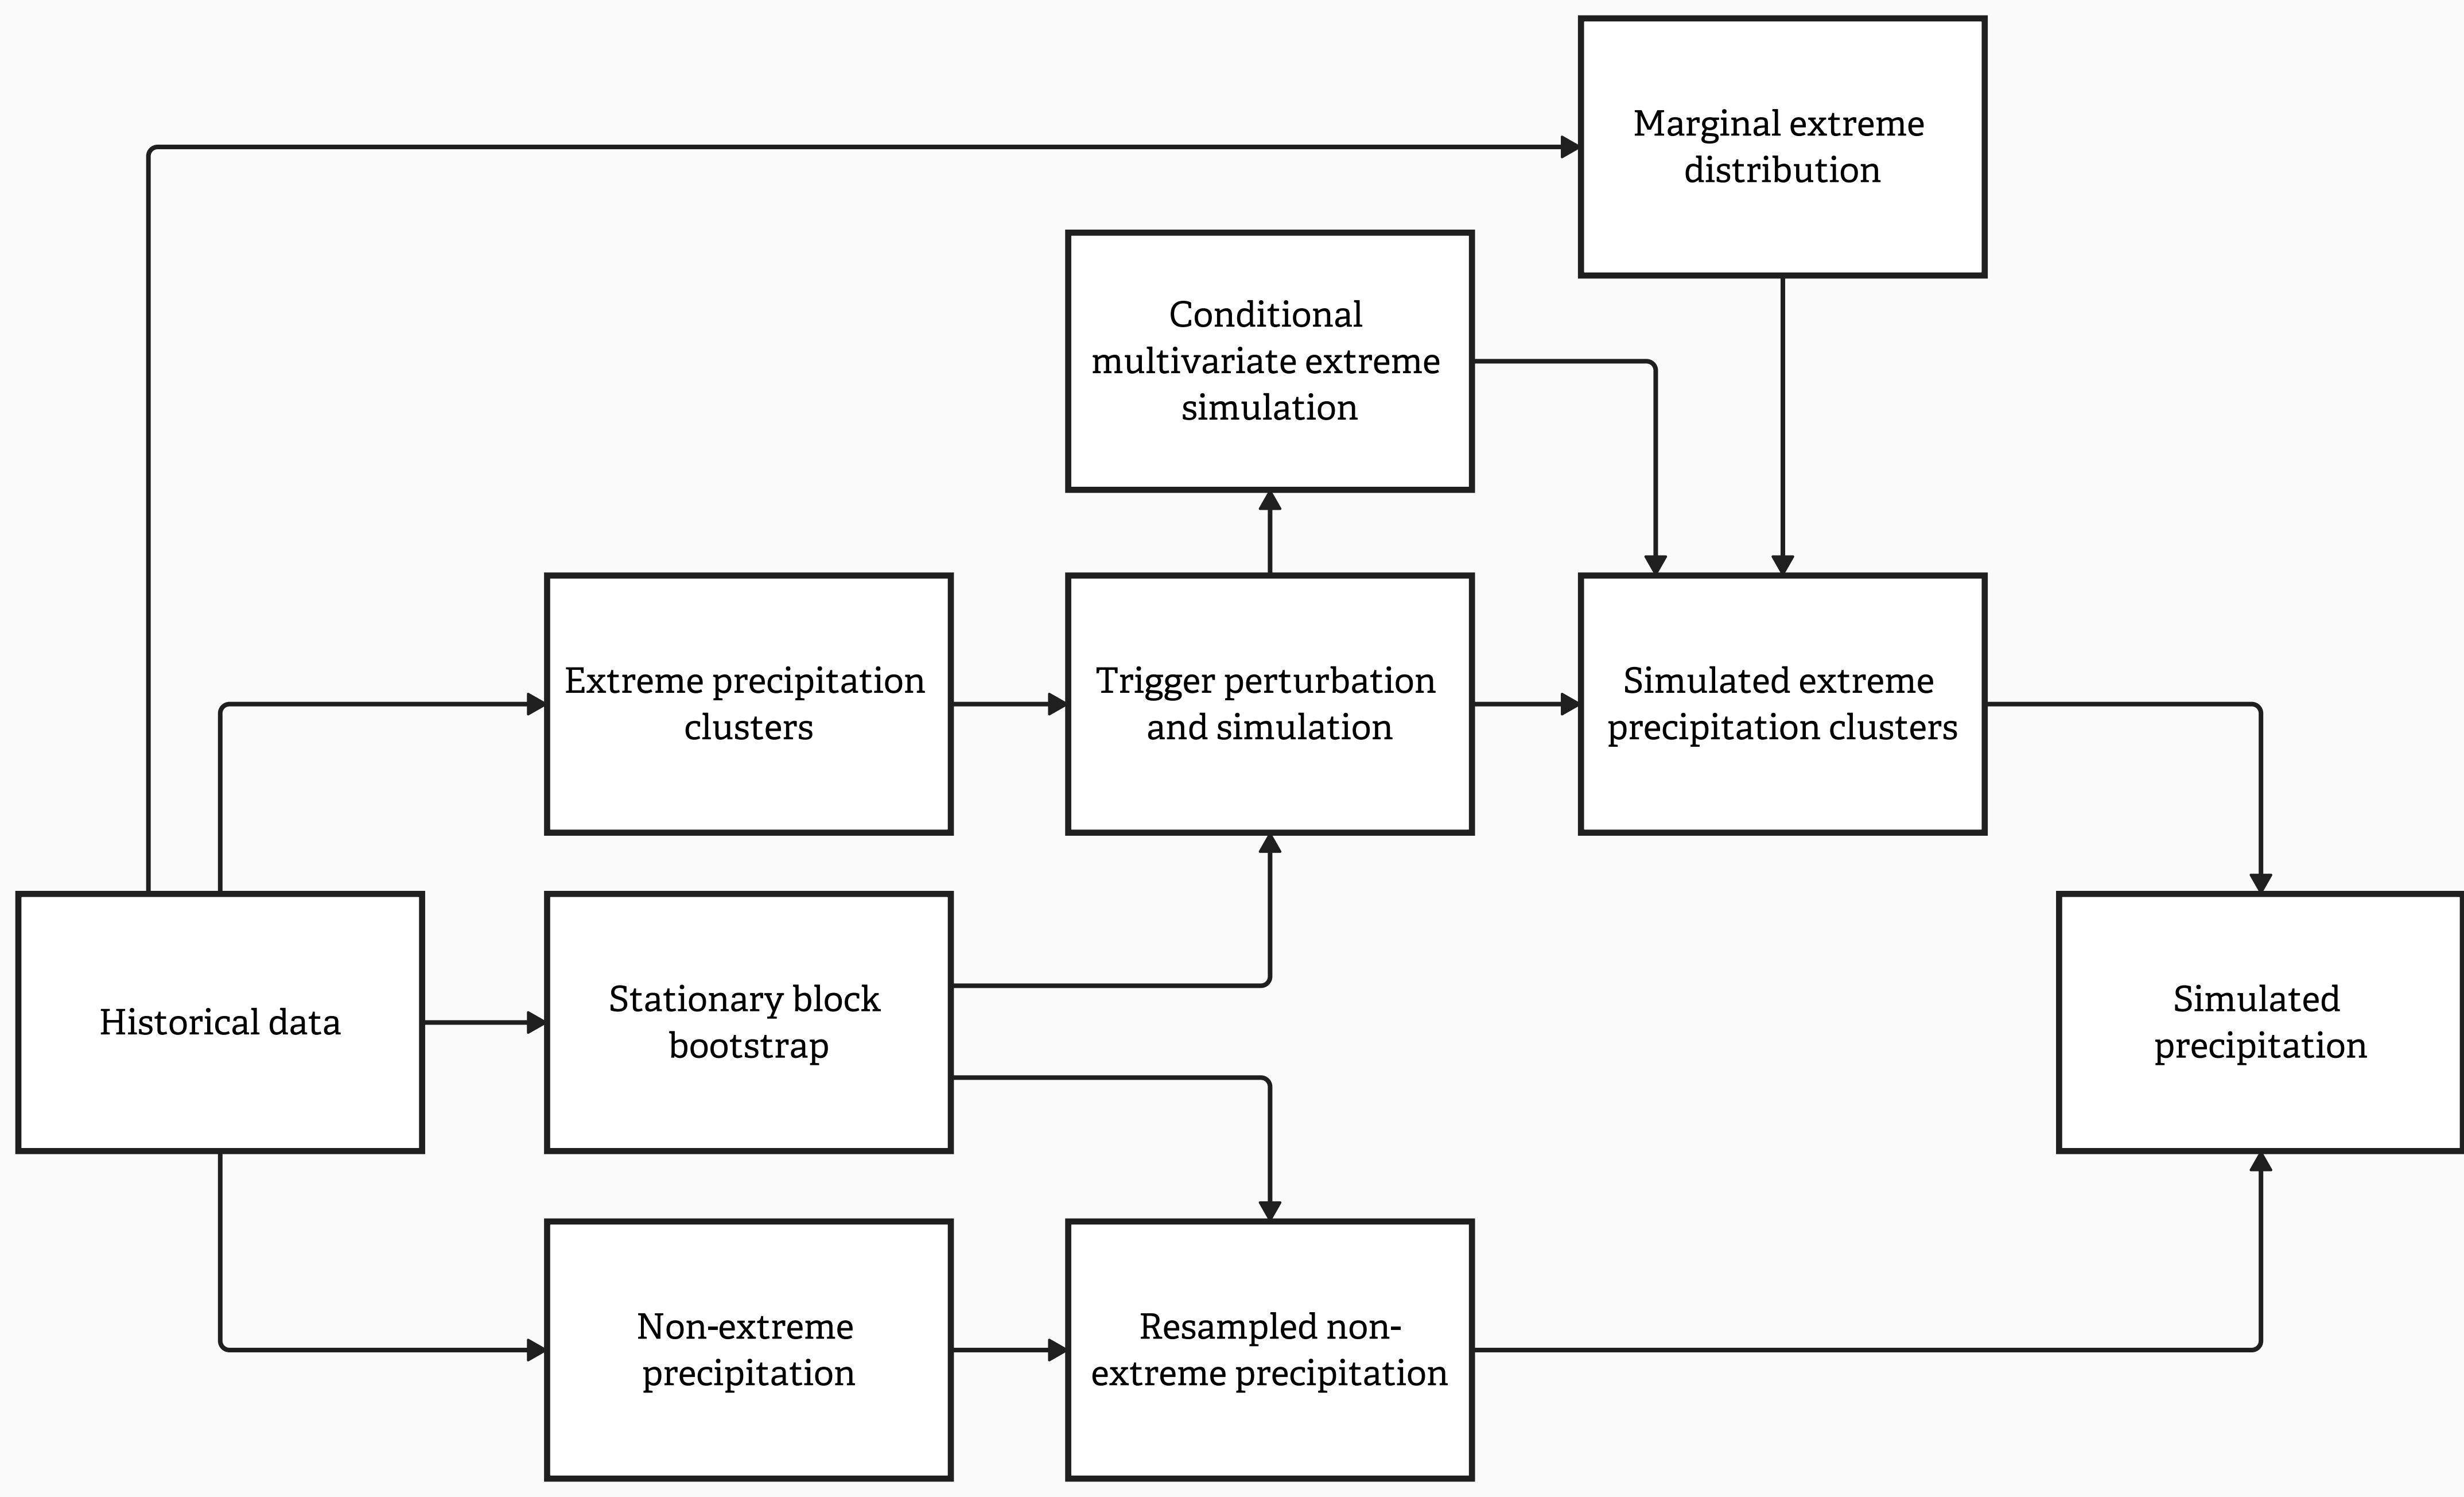 Marginal extreme
distribution
Conditional
multivariate extreme
simulation
Extreme precipitation
clusters
Trigger perturbation
and simulation
Simulated extreme
precipitation clusters
Historical data
Stationary block
bootstrap
Simulated
precipitation
Non-extreme
precipitation
Resampled non-
extreme precipitation